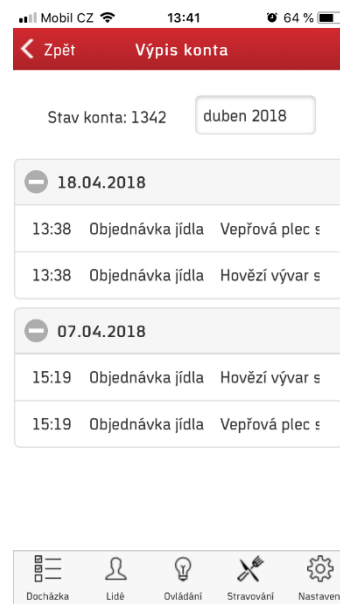 Mobil CZ 13:41 64 %
Zpět Výpis konta
Stav konta: 1342 duben 2018
18.04.2018
13:38 Objednávka jídla Vepřová plec s
13:38 Objednávka jídla Hovězí vývar s
07.04.2018
15:19 Objednávka jídla Hovězí vývar s
15:19 Objednávka jídla Vepřová plec s
Docházka Lidé Ovládání Stravování Nastaven